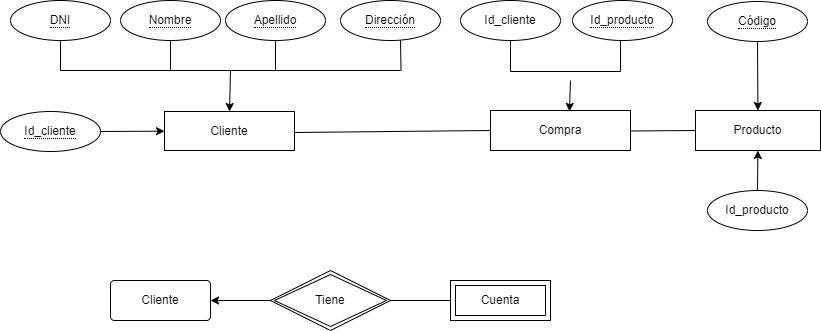 DNI
Nombre
Apellido
Dirección
Id_cliente
Id_producto
Código
Id_cliente
Cliente
Compra
Producto
Id_producto
Cliente
Tiene
Cuenta